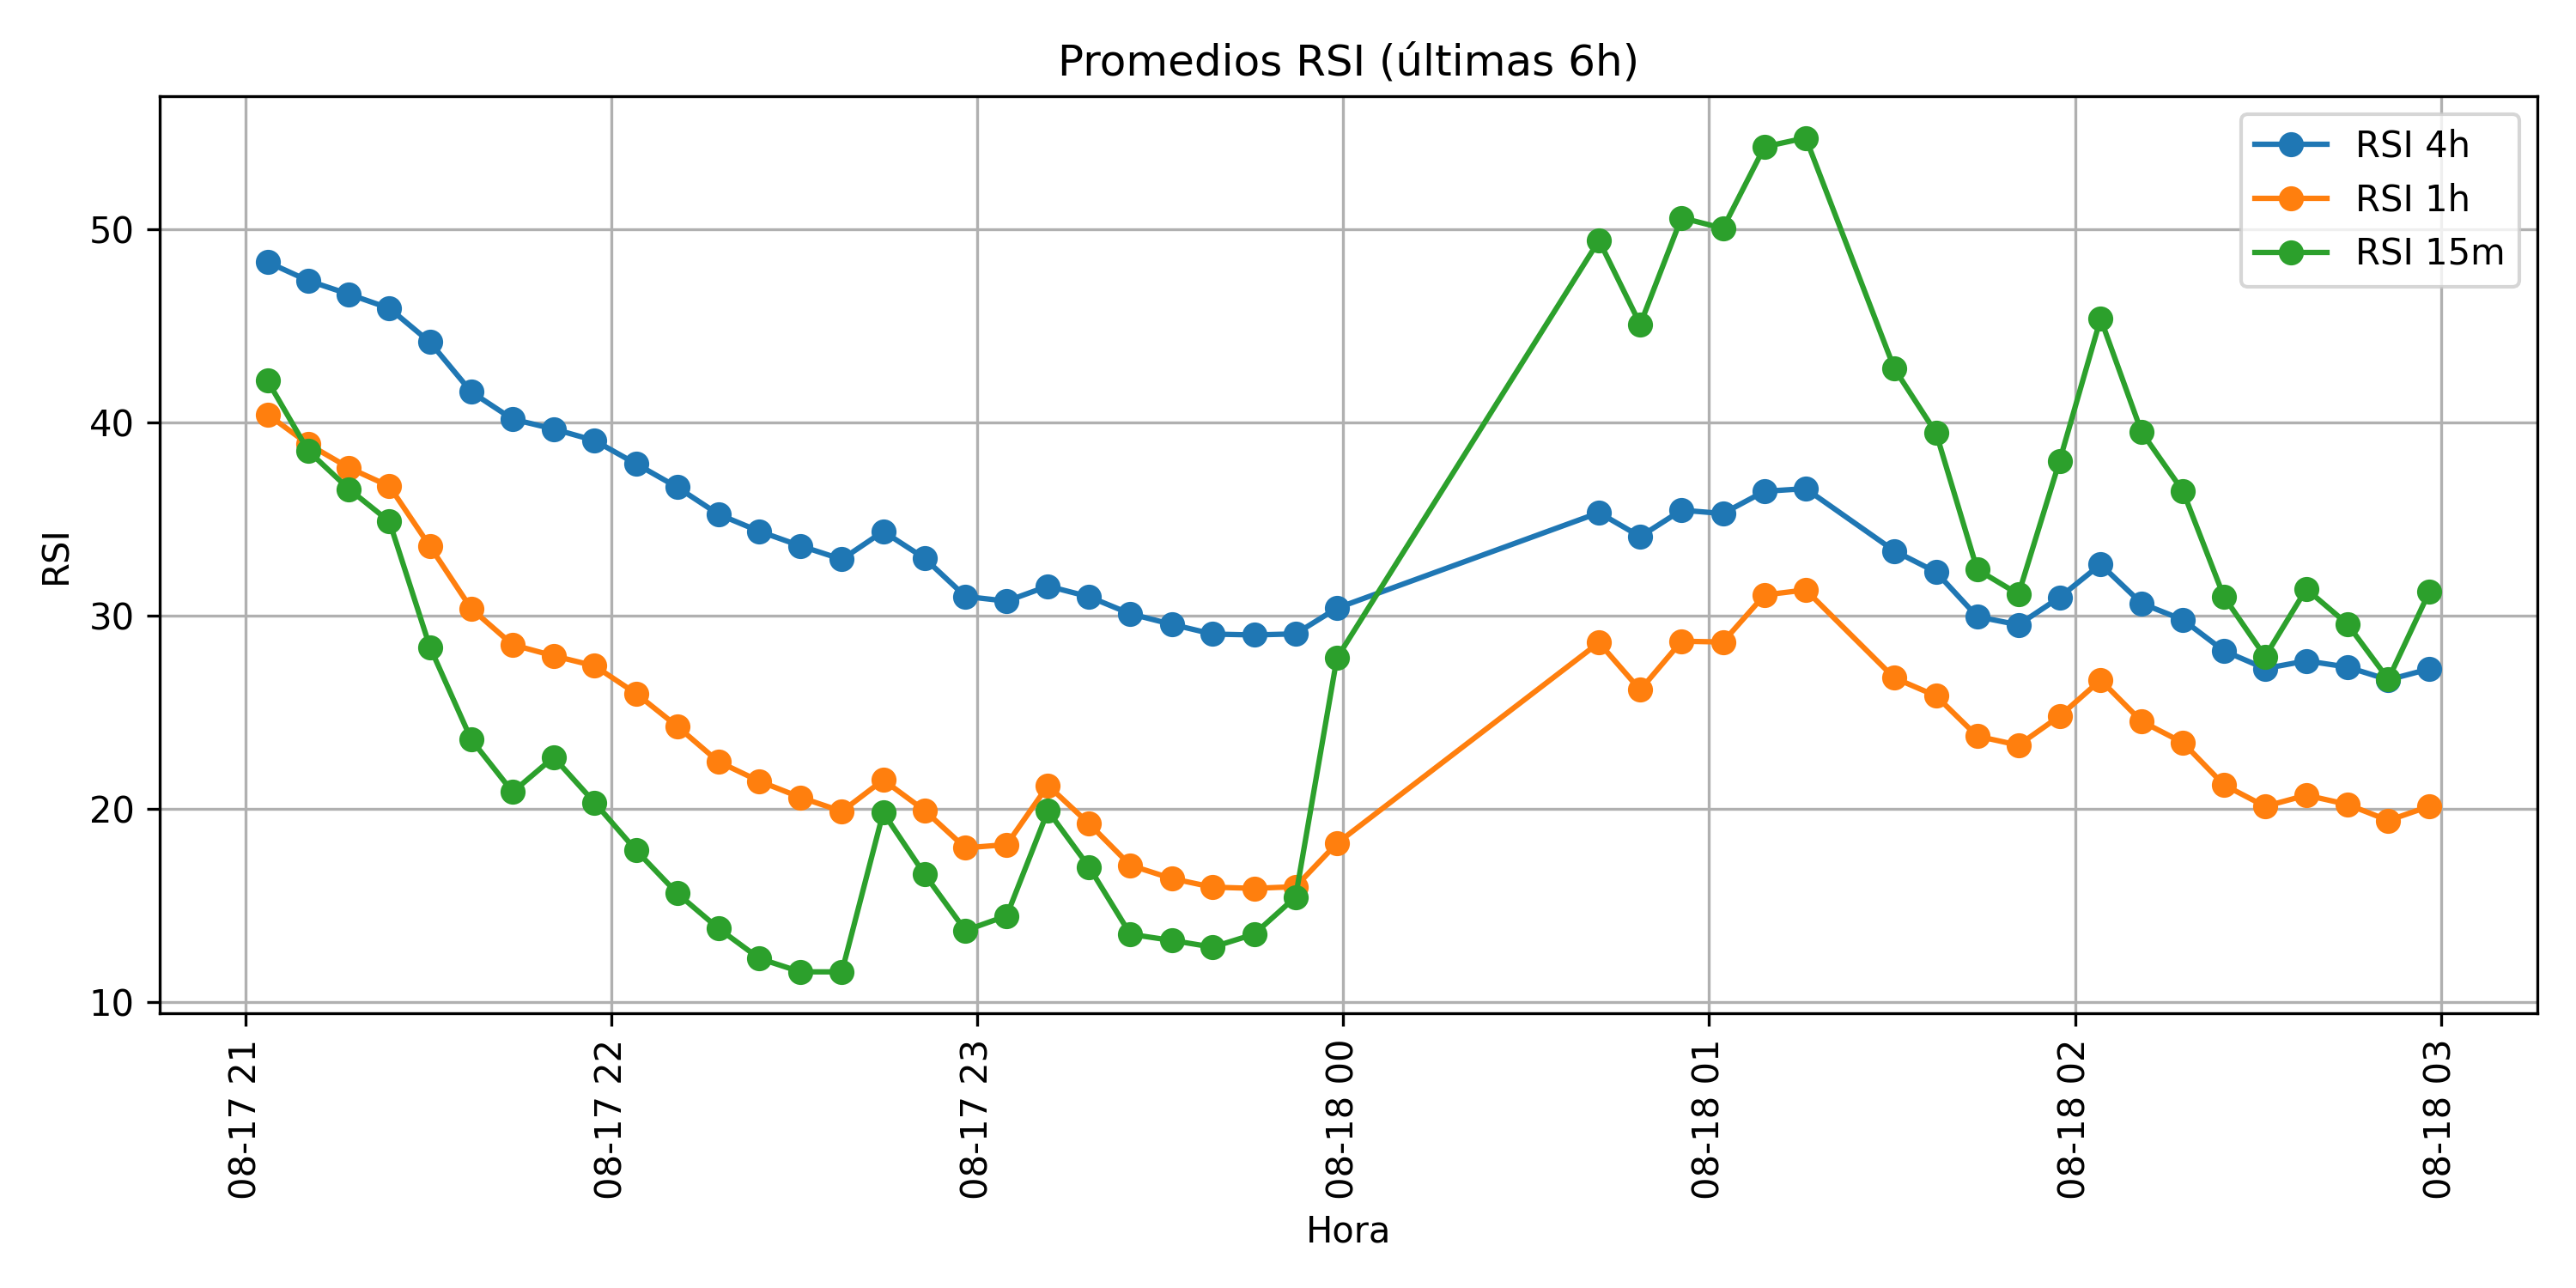 Promedios RSI (últimas 6h)
RSI 4h
RSI 1h
RSI 15m
RSI
50
40
30
20
10
08-17 21
08-17 22
08-17 23
08-18 00
08-18 01
08-18 02
08-18 03
Hora